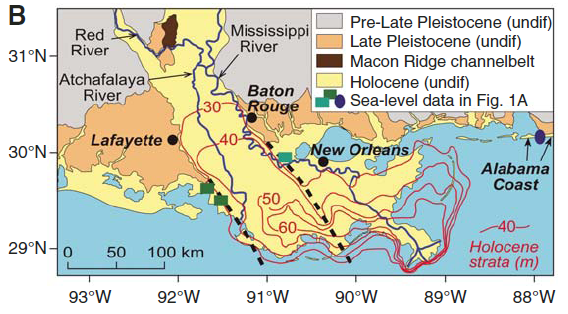 B
Red
River
Mississippi
River
Pre-Late Pleistocene (undif)
Late Pleistocene (undif)
Macon Ridge channelbelt
Holocene (undif)
Sea-level data in Fig. 1A
31°N
Atchafalaya
River
Baton
Rouge
30
40
Lafayette
New Orleans
30°N
Alabama
Coast
50
60
40
Holocene
strata (m)
29°N
0 50 100 km
93°W 92°W 91°W 90°W 89°W 88°W